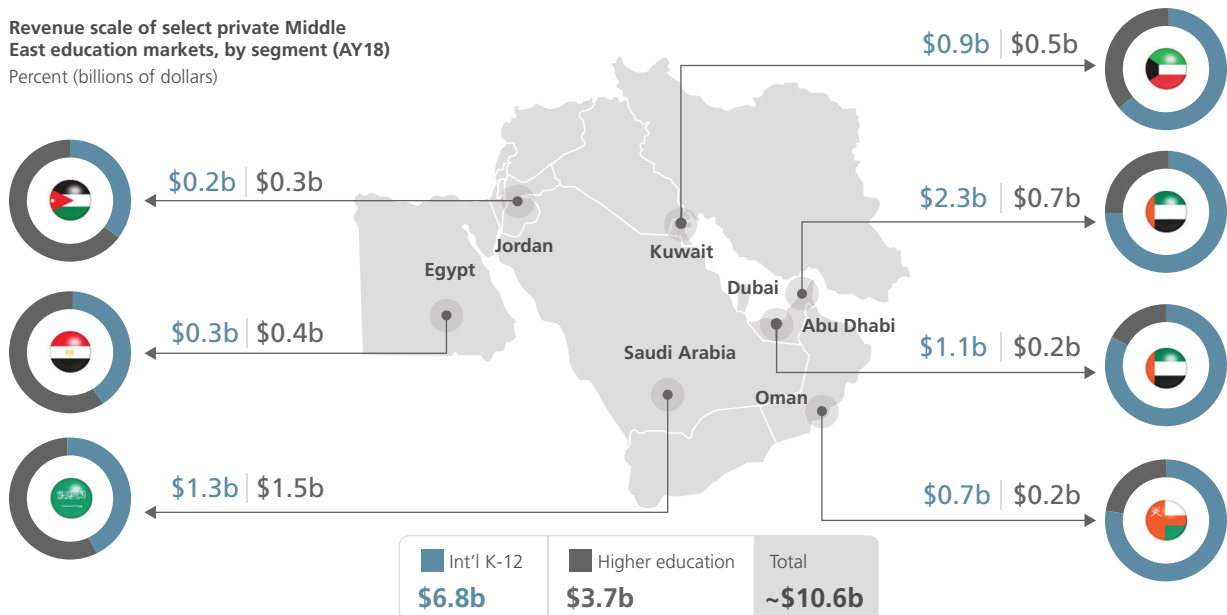 Revenue scale of select private Middle
East education markets, by segment (AY18)
Percent (billions of dollars)
$0.9b | $0.5b
$0.2b | $0.3b
$2.3b | $0.7b
Jordan
Kuwait
Egypt
Dubai
Abu Dhabi
$0.3b | $0.4b
$1.1b | $0.2b
Saudi Arabia
Oman
$1.3b | $1.5b
$0.7b | $0.2b
Int’l K-12
$6.8b
Higher education
$3.7b
Total
~$10.6b